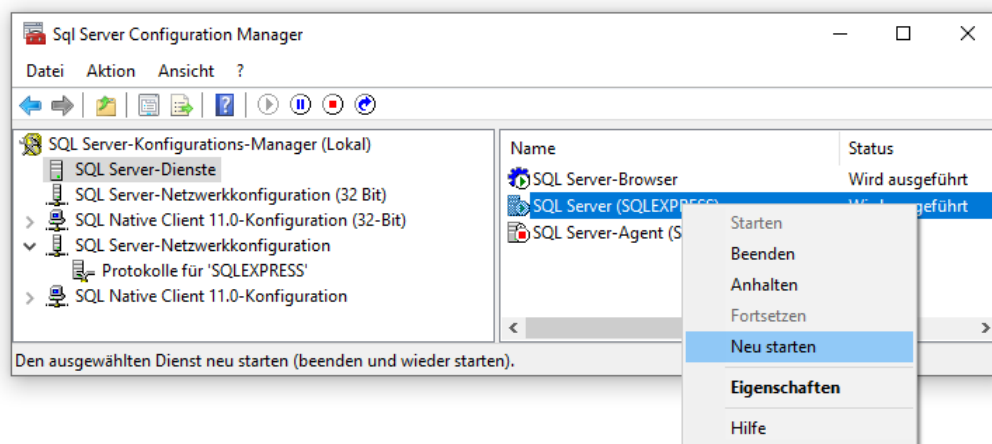 Sql Server Configuration Manager
Datei Aktion Ansicht ?
SQL Server-Konfigurations-Manager (Lokal)
SQL Server-Dienste
SQL Server-Netzwerkkonfiguration (32 Bit)
SQL Native Client 11.0-Konfiguration (32-Bit)
SQL Server-Netzwerkkonfiguration
Protokolle für 'SQLEXPRESS'
SQL Native Client 11.0-Konfiguration
Name Status
SQL Server-Browser Wird ausgeführt
SQL Server (SQLEXPRESS) Wird ausgeführt
SQL Server-Agent (S
Starten
Beenden
Anhalten
Fortsetzen
Neu starten
Eigenschaften
Hilfe
Den ausgewählten Dienst neu starten (beenden und wieder starten).